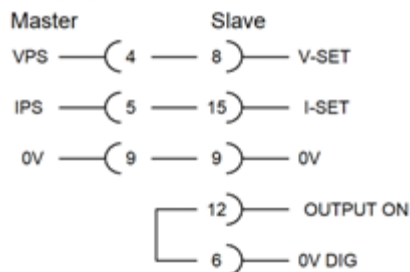 Master Slave
VPS 4 8 V-SET
IPS 5 15 I-SET
0V 9 9 0V
12 OUTPUT ON
6 0V DIG